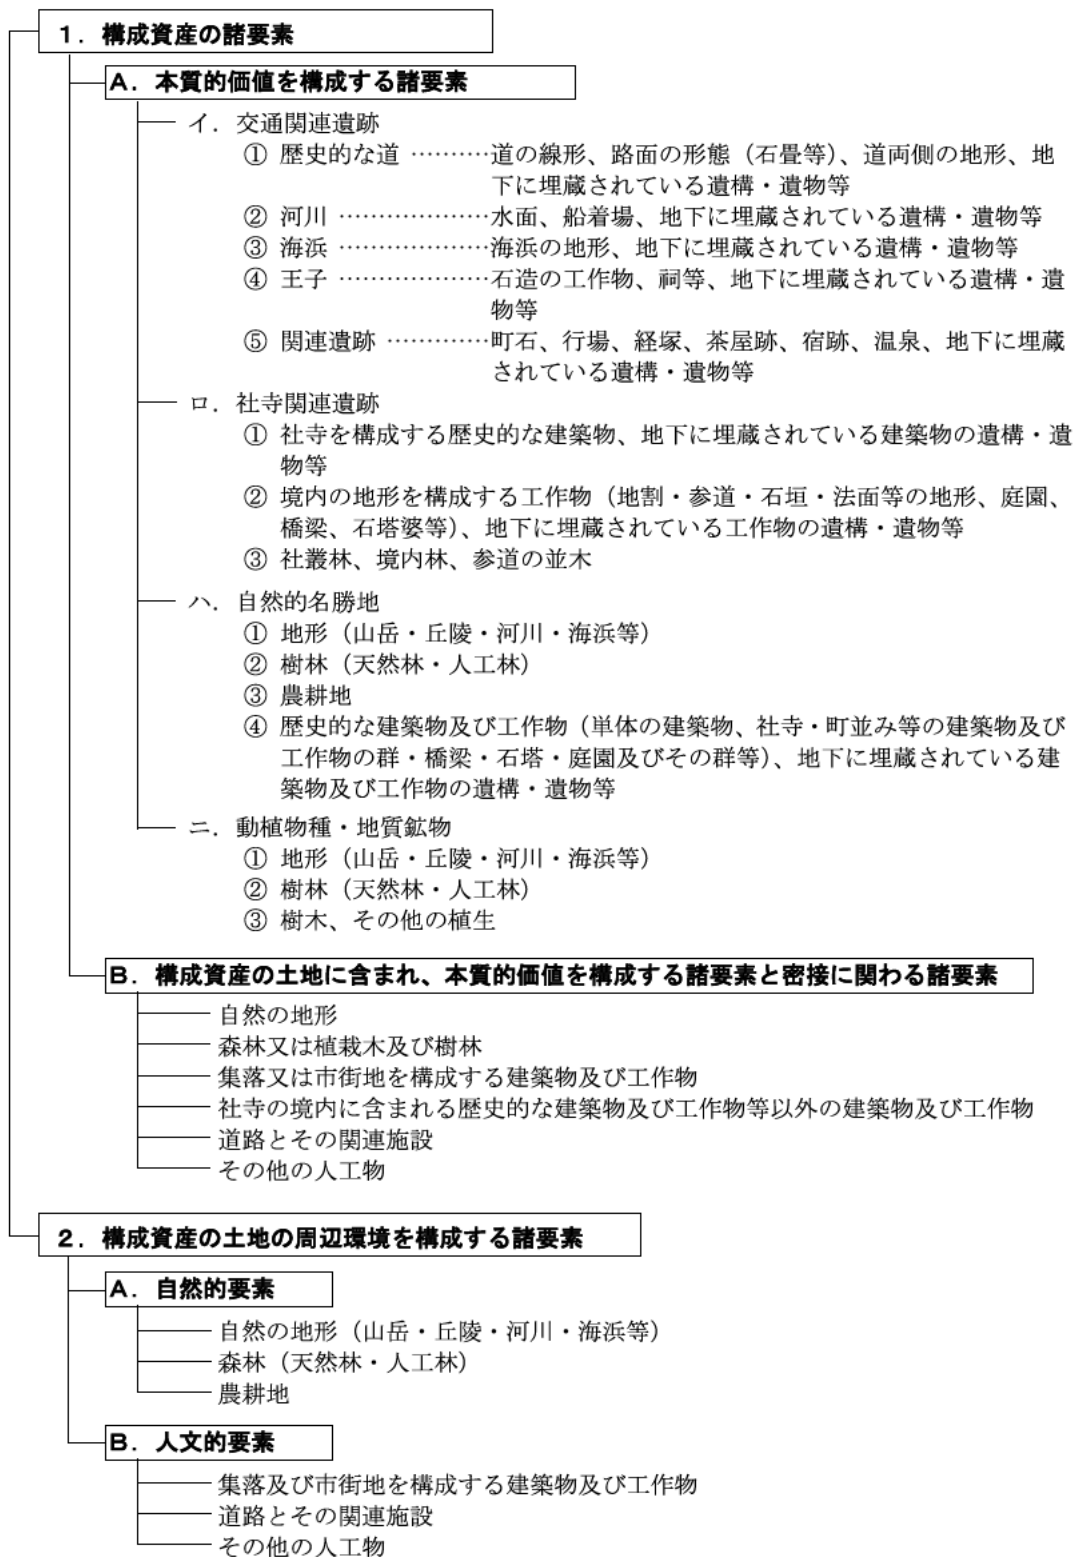 １．構成資産の諸要素
Ａ．本質的価値を構成する諸要素
イ．交通関連遺跡
① 歴史的な道 ……….道の線形、路面の形態（石畳等）、道両側の地形、地
下に埋蔵されている遺構・遺物等
② 河川 ……………….水面、船着場、地下に埋蔵されている遺構・遺物等
③ 海浜 ……………….海浜の地形、地下に埋蔵されている遺構・遺物等
④ 王子 ……………….石造の工作物、祠等、地下に埋蔵されている遺構・遺
物等
⑤ 関連遺跡 ………….町石、行場、経塚、茶屋跡、宿跡、温泉、地下に埋蔵
されている遺構・遺物等
ロ．社寺関連遺跡
① 社寺を構成する歴史的な建築物、地下に埋蔵されている建築物の遺構・遺
物等
② 境内の地形を構成する工作物（地割・参道・石垣・法面等の地形、庭園、
橋梁、石塔婆等）、地下に埋蔵されている工作物の遺構・遺物等
③ 社叢林、境内林、参道の並木
ハ．自然的名勝地
① 地形（山岳・丘陵・河川・海浜等）
② 樹林（天然林・人工林）
③ 農耕地
④ 歴史的な建築物及び工作物（単体の建築物、社寺・町並み等の建築物及び
工作物の群・橋梁・石塔・庭園及びその群等）、地下に埋蔵されている建
築物及び工作物の遺構・遺物等
ニ．動植物種・地質鉱物
① 地形（山岳・丘陵・河川・海浜等）
② 樹林（天然林・人工林）
③ 樹木、その他の植生
Ｂ．構成資産の土地に含まれ、本質的価値を構成する諸要素と密接に関わる諸要素
自然の地形
森林又は植栽木及び樹林
集落又は市街地を構成する建築物及び工作物
社寺の境内に含まれる歴史的な建築物及び工作物等以外の建築物及び工作物
道路とその関連施設
その他の人工物
２．構成資産の土地の周辺環境を構成する諸要素
Ａ．自然的要素
自然の地形（山岳・丘陵・河川・海浜等）
森林（天然林・人工林）
農耕地
Ｂ．人文的要素
集落及び市街地を構成する建築物及び工作物
道路とその関連施設
その他の人工物